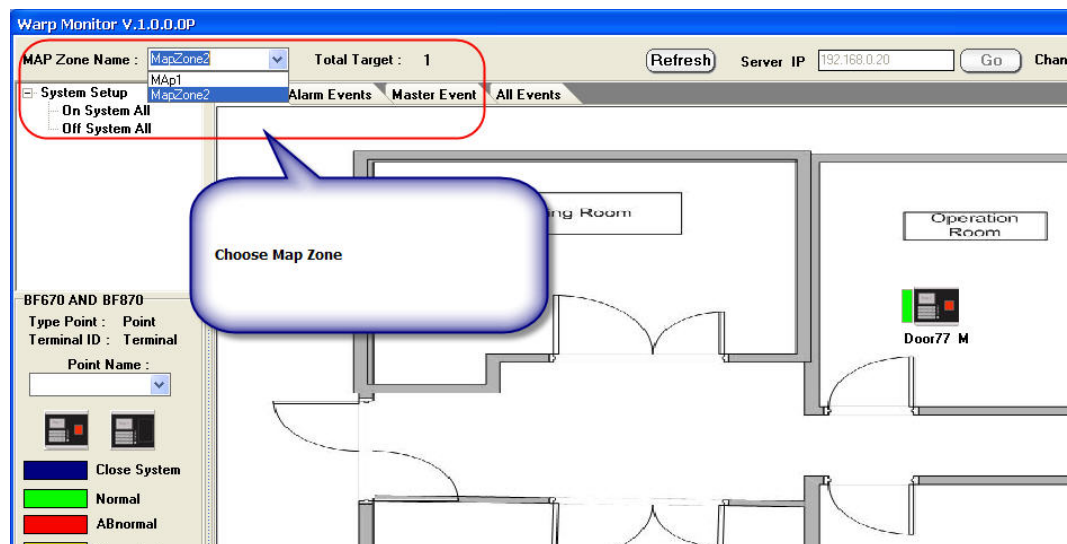 Warp Monitor V.1.0.0.0P
MAP Zone Name : MapZone2 Total Target : 1 Refresh Server IP 192.168.0.20 Go
MAp1
MapZone2
System Setup
On System All
Off System All
Alarm Events Master Event All Events
Room
Operation
Room
Choose Map Zone
Door77 M
BF670 AND BF870
Type Point : Point
Terminal ID : Terminal
Point Name :
Close System
Normal
ABnormal